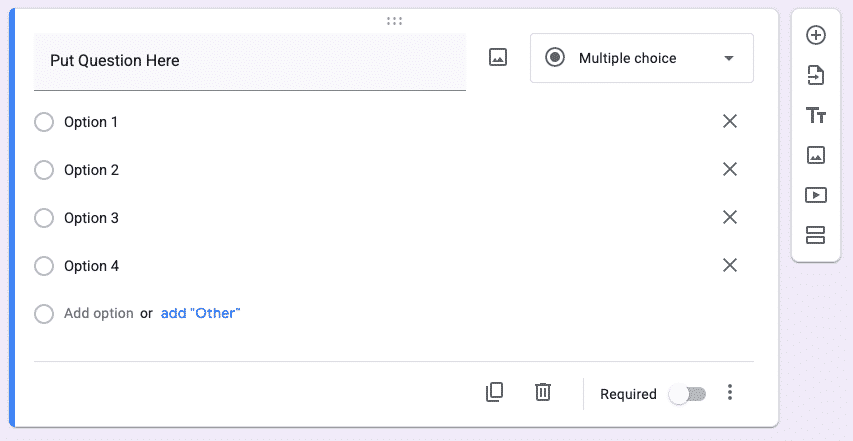 Put Question Here
Multiple choice
Option 1
Option 2
Option 3
Option 4
Add option or add "Other"
Required